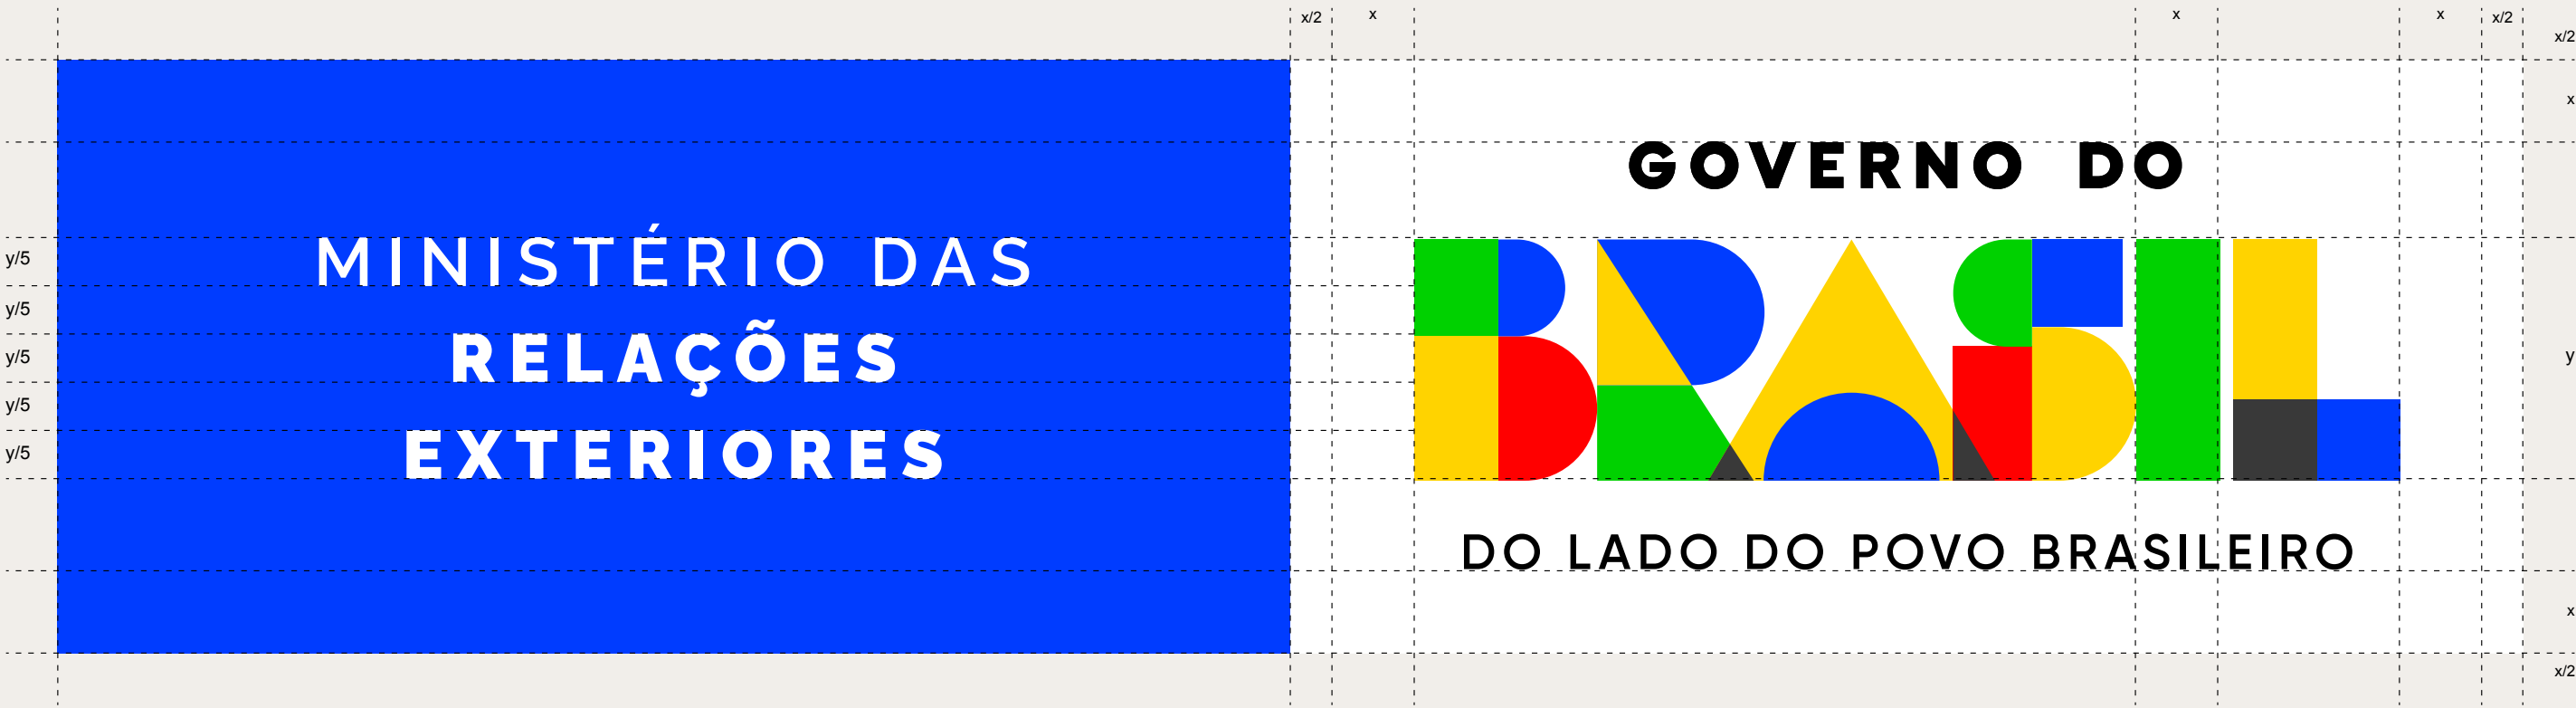 x/2
x
x
x
x/2
x/2
x
GOVERNO DO
MINISTÉRIO DAS
RELAÇÕES
EXTERIORES
BRASIL
y/5
y/5
y/5
y/5
y/5
y
DO LADO DO POVO BRASILEIRO
x
x/2